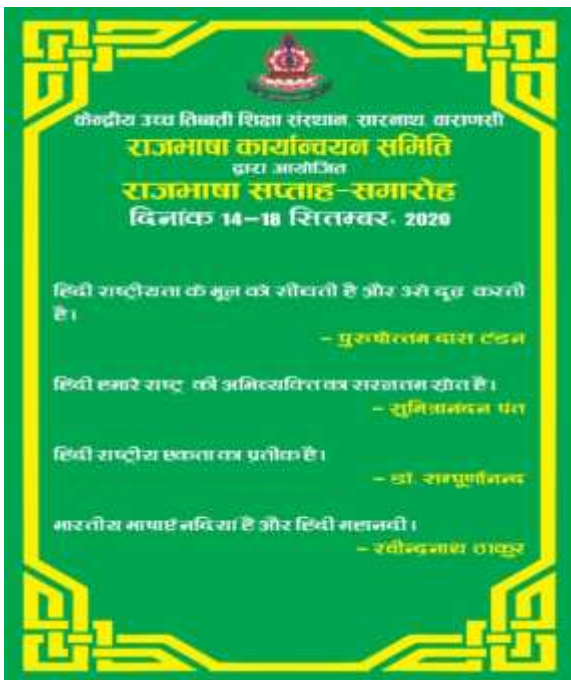 केन्द्रीय उच्च तिब्बती शिक्षा संस्थान, सारनाथ, वाराणसी
राजभाषा कार्यान्वयन समिति
द्वारा आयोजित
राजभाषा सप्ताह-समारोह
दिनांक 14-18 सितम्बर, 2020
हिंदी राष्ट्रीयता के मूल को सींचती है और उसे दृढ़ करती
है।
- पुरुषोत्तम दास टंडन
हिंदी हमारे राष्ट्र की अभिव्यक्ति का सरलतम स्रोत है।
- सुमित्रानंदन पंत
हिंदी राष्ट्रीय एकता का प्रतीक है।
- डॉ. सम्पूर्णानन्द
भारतीय भाषाएं नदियां हैं और हिंदी महानदी।
- रवीन्द्रनाथ ठाकुर